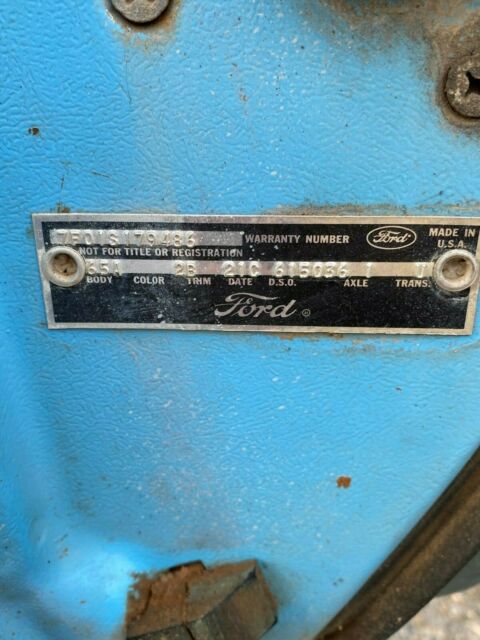 7F01S179486 WARRANTY NUMBER Ford MADE IN
NOT FOR TITLE OR REGISTRATION U.S.A.
65A 2B 21C 615036 1 U
BODY COLOR TRIM DATE D.S.O. AXLE TRANS.
Ford ®